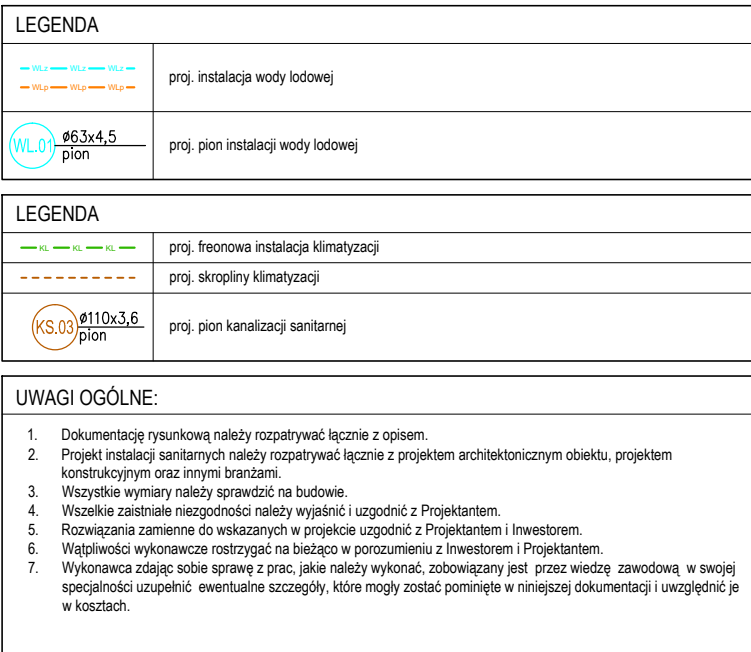 LEGENDA
WLz WLz WLz
WLp WLp WLp
proj. instalacja wody lodowej
WL.01 ø63x4,5
pion
proj. pion instalacji wody lodowej
LEGENDA
KL KL KL
proj. freonowa instalacja klimatyzacji
proj. skropliny klimatyzacji
KS.03 ø110x3,6
pion
proj. pion kanalizacji sanitarnej
UWAGI OGÓLNE:
1. Dokumentację rysunkową należy rozpatrywać łącznie z opisem.
2. Projekt instalacji sanitarnych należy rozpatrywać łącznie z projektem architektonicznym obiektu, projektem
konstrukcyjnym oraz innymi branżami.
3. Wszystkie wymiary należy sprawdzić na budowie.
4. Wszelkie zaistniałe niezgodności należy wyjaśnić i uzgodnić z Projektantem.
5. Rozwiązania zamienne do wskazanych w projekcie uzgodnić z Projektantem i Inwestorem.
6. Wątpliwości wykonawcze rostrzygać na bieżąco w porozumieniu z Inwestorem i Projektantem.
7. Wykonawca zdając sobie sprawę z prac, jakie należy wykonać, zobowiązany jest przez wiedzę zawodową w swojej
specjalności uzupełnić ewentualne szczegóły, które mogły zostać pominięte w niniejszej dokumentacji i uwzględnić je
w kosztach.